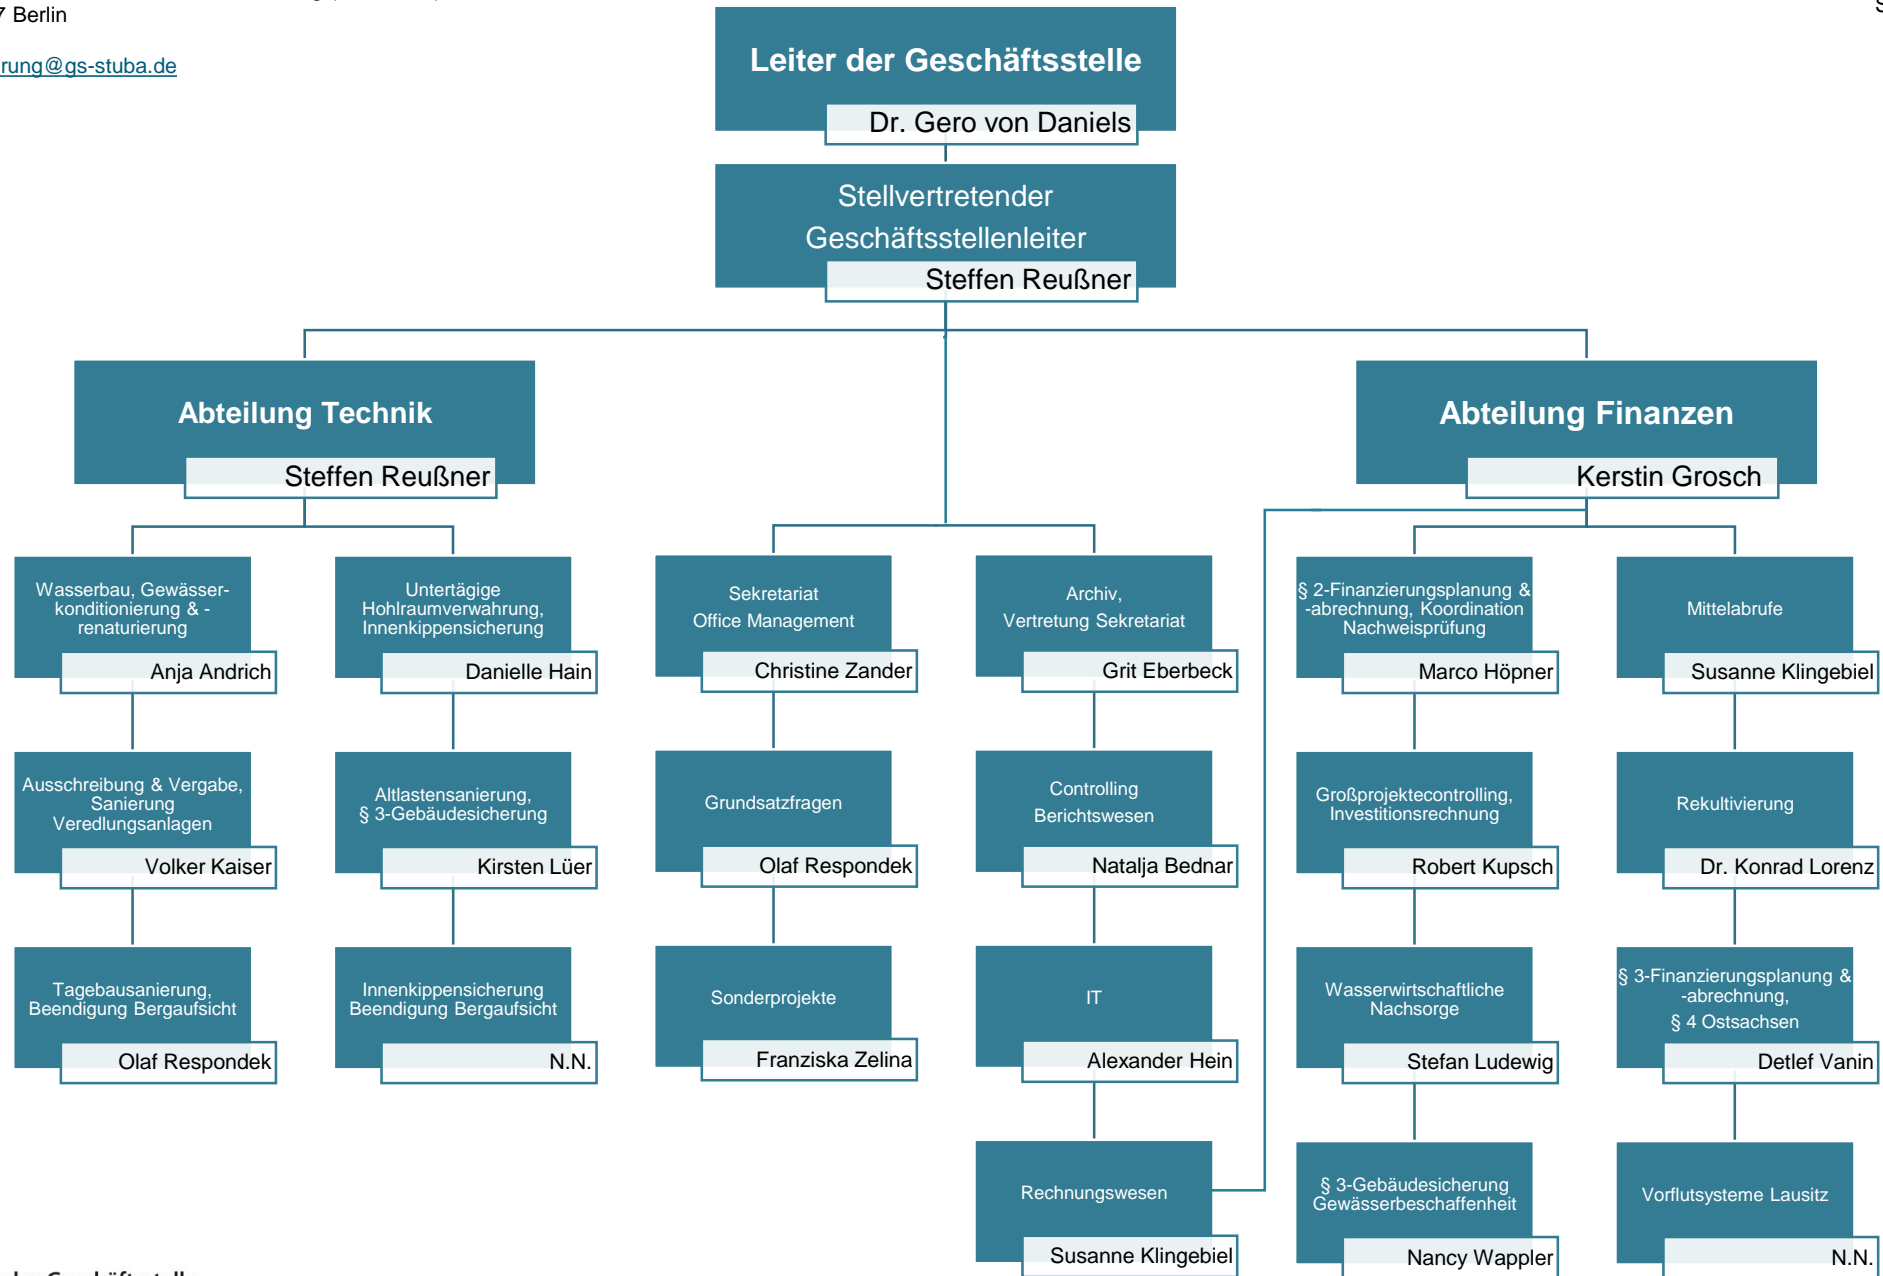 7 Berlin
rung@gs-stuba.de
Leiter der Geschäftsstelle
Dr. Gero von Daniels
Stellvertretender
Geschäftsstellenleiter
Steffen Reußner
Abteilung Technik
Steffen Reußner
Abteilung Finanzen
Kerstin Grosch
Wasserbau, Gewässer-
konditionierung & -
renaturierung
Anja Andrich
Untertägige
Hohlraumverwahrung,
Innenkippensicherung
Danielle Hain
Sekretariat
Office Management
Christine Zander
Archiv,
Vertretung Sekretariat
Grit Eberbeck
§ 2-Finanzierungsplanung &
-abrechnung, Koordination
Nachweisprüfung
Marco Höpner
Mittelabrufe
Susanne Klingebiel
Ausschreibung & Vergabe,
Sanierung
Veredlungsanlagen
Volker Kaiser
Altlastensanierung,
§ 3-Gebäudesicherung
Kirsten Lüer
Grundsatzfragen
Olaf Respondek
Controlling
Berichtswesen
Natalja Bednar
Großprojektecontrolling,
Investitionsrechnung
Robert Kupsch
Rekultivierung
Dr. Konrad Lorenz
Tagebausanierung,
Beendigung Bergaufsicht
Olaf Respondek
Innenkippensicherung
Beendigung Bergaufsicht
N.N.
Sonderprojekte
Franziska Zelina
IT
Alexander Hein
Wasserwirtschaftliche
Nachsorge
Stefan Ludewig
§ 3-Finanzierungsplanung &
-abrechnung,
§ 4 Ostsachsen
Detlef Vanin
Rechnungswesen
Susanne Klingebiel
§ 3-Gebäudesicherung
Gewässerbeschaffenheit
Nancy Wappler
Vorflutsysteme Lausitz
N.N.